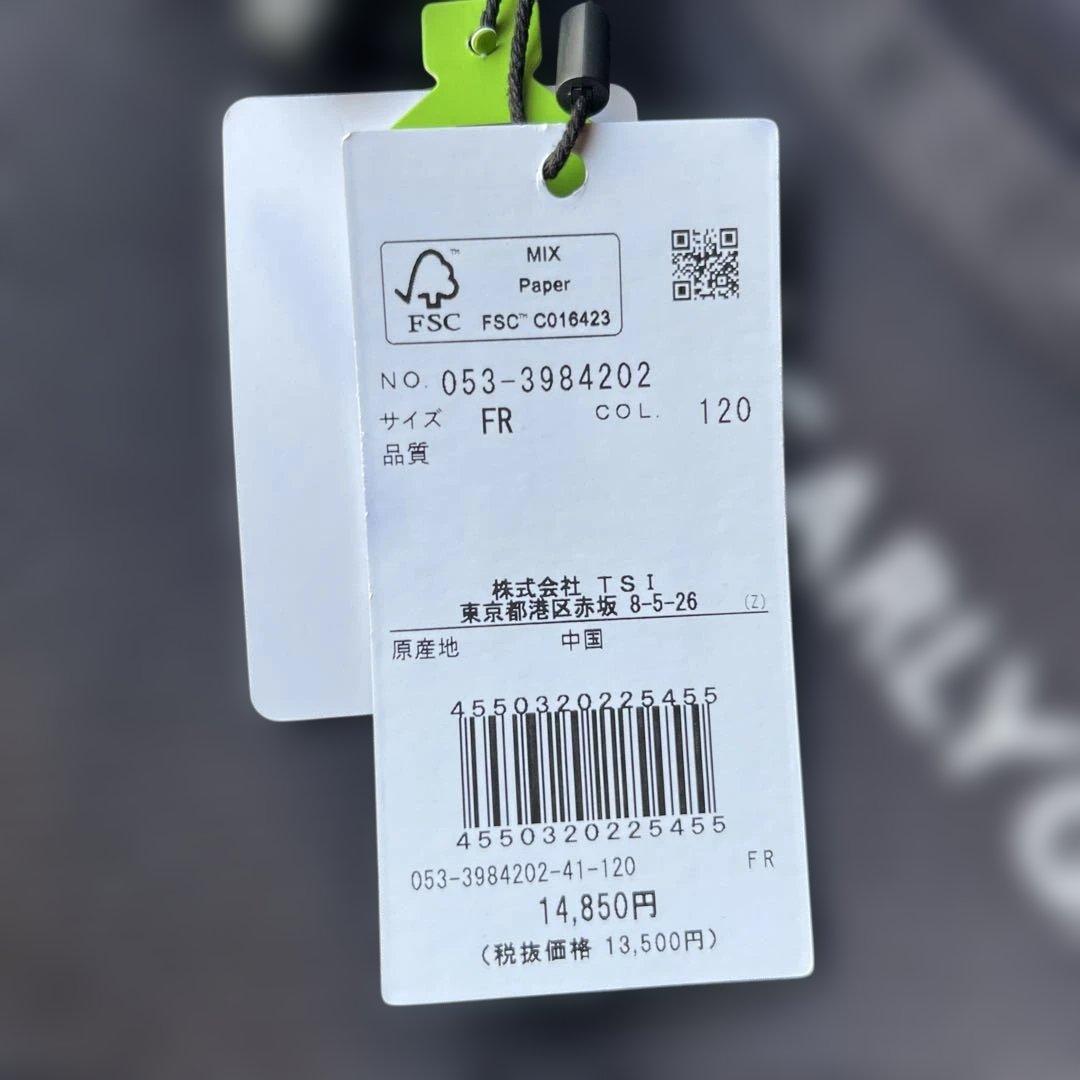 FSC™
MIX
Paper
FSC™ C016423
NO. 053-3984202
サイズ FR COL. 120
品質
株式会社 TSI
東京都港区赤坂 8-5-26 (Z)
原産地 中国
4550320225455
4550320225455
053-3984202-41-120 FR
14,850円
(税抜価格 13,500円)